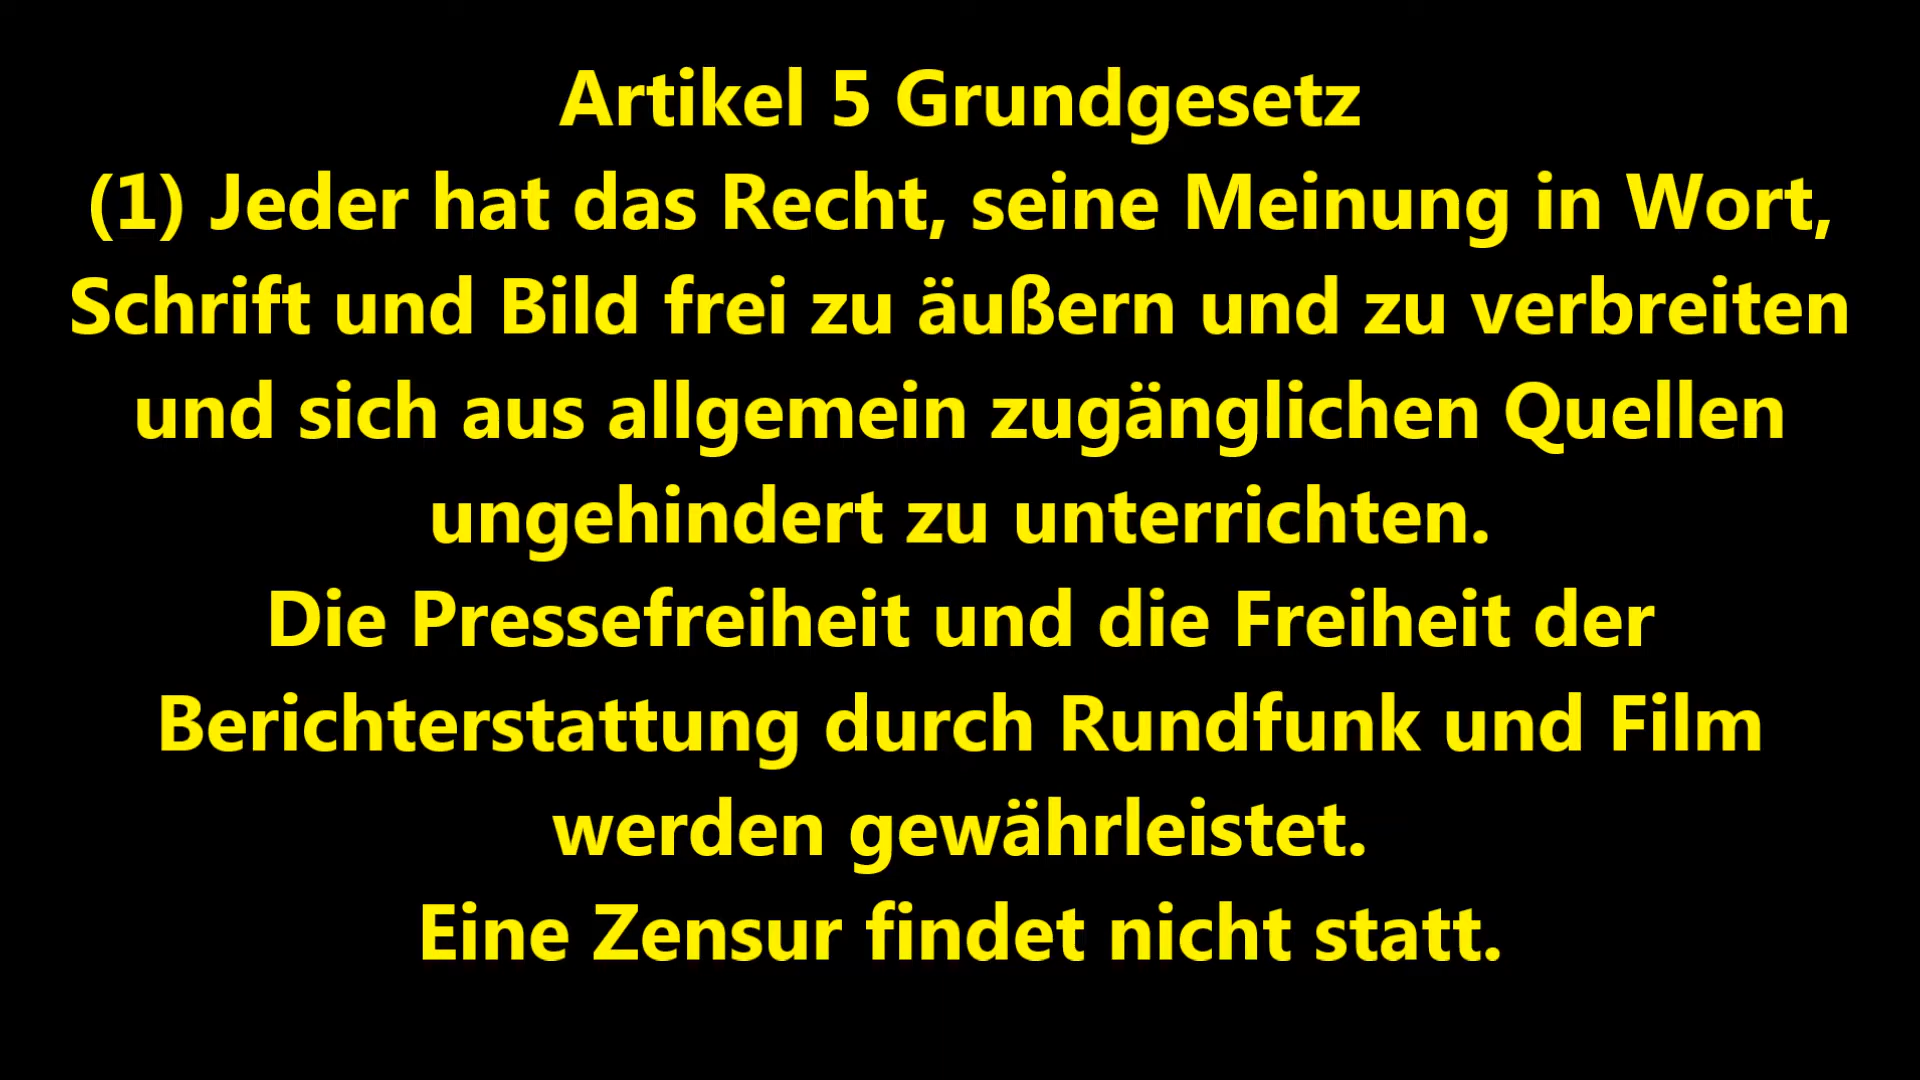 Artikel 5 Grundgesetz
(1) Jeder hat das Recht, seine Meinung in Wort,
Schrift und Bild frei zu äußern und zu verbreiten
und sich aus allgemein zugänglichen Quellen
ungehindert zu unterrichten.
Die Pressefreiheit und die Freiheit der
Berichterstattung durch Rundfunk und Film
werden gewährleistet.
Eine Zensur findet nicht statt.